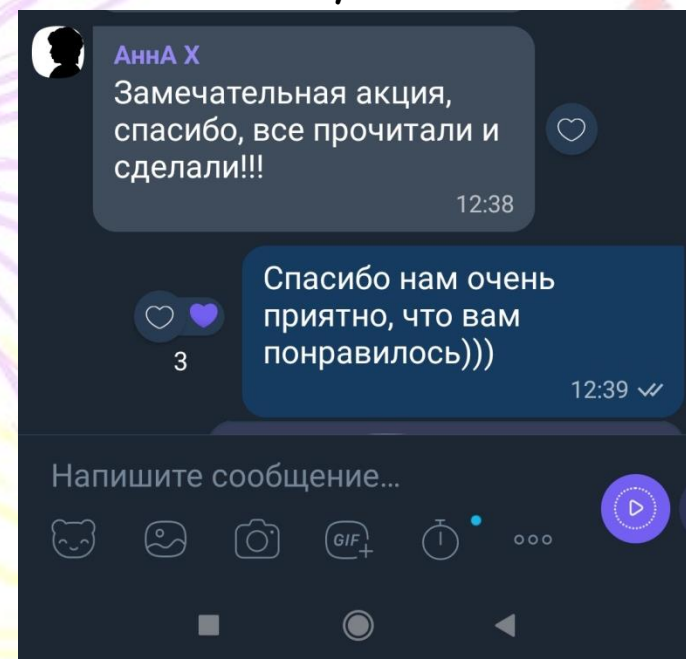 АннА Х
Замечательная акция,
спасибо, все прочитали и
сделали!!!
12:38
Спасибо нам очень
приятно, что вам
понравилось)))
12:39
3
Напишите сообщение...
GIF